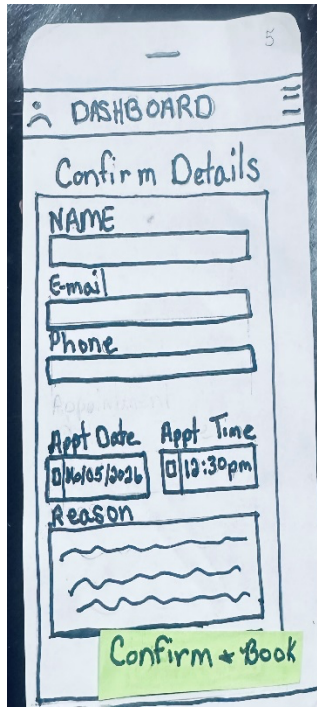 5
DASHBOARD
Confirm Details
NAME
E-mail
Phone
Appointment
Appt Date Appt Time
16/05/2026 12:30pm
Reason
Confirm & Book